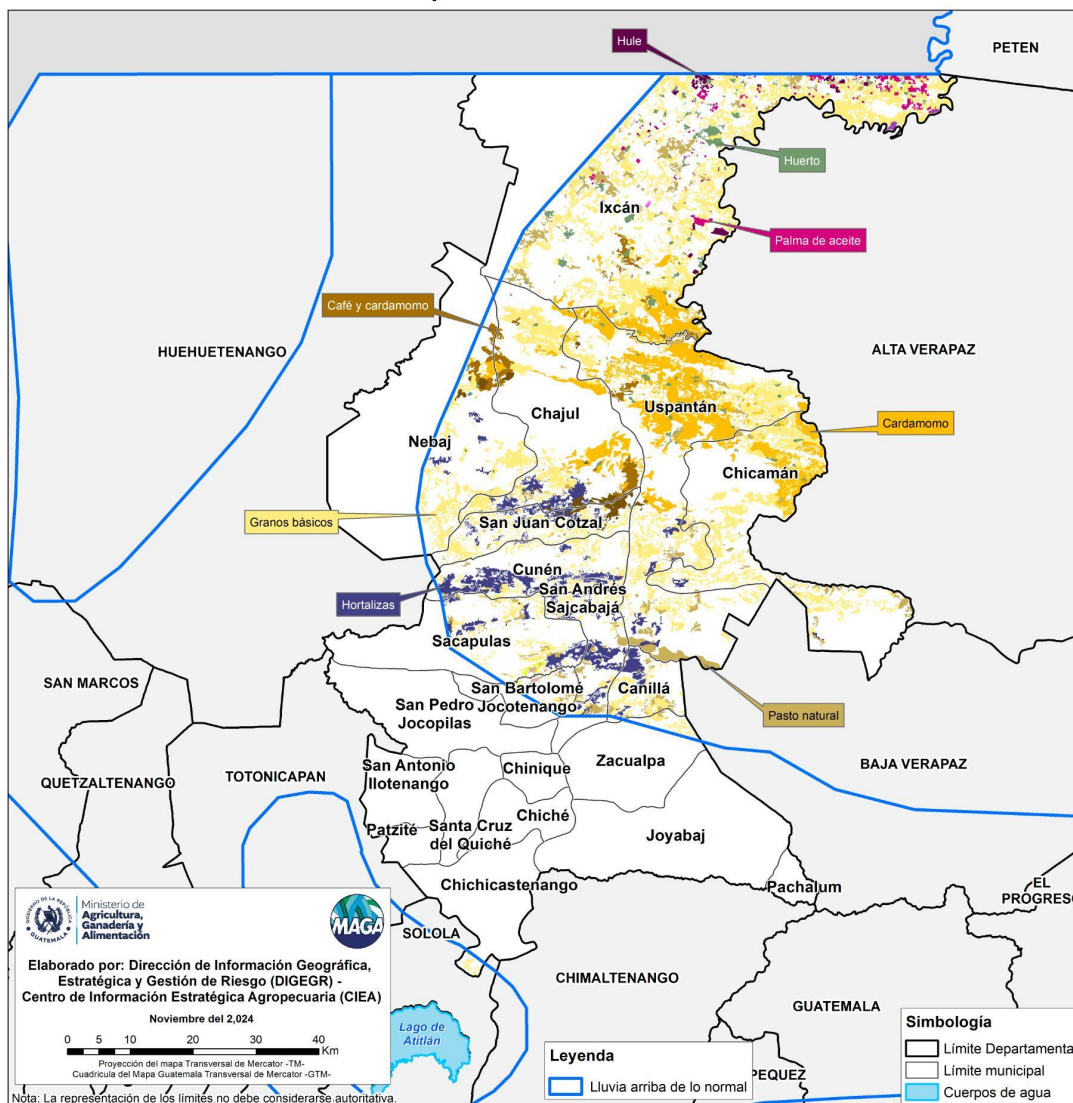 Hule
PETEN
Huerto
Ixcán
Palma de aceite
Café y cardamomo
HUEHUETENANGO
ALTA VERAPAZ
Chajul
Uspantán
Nebaj
Cardamomo
Chicamán
Granos básicos
San Juan Cotzal
Cunén
Hortalizas
San Andrés
Sajcabajá
Sacapulas
SAN MARCOS
San Bartolomé
Jocotenango
Canillá
San Pedro
Jocopilas
Pasto natural
QUETZALTENANGO
TOTONICAPAN
San Antonio
Ilotenango
Chinique
Zacualpa
BAJA VERAPAZ
Patzité
Santa Cruz
del Quiché
Chiché
Joyabaj
Chichicastenango
Pachalum
EL
PROGRESO
GOBIERNO DE LA REPÚBLICA
GUATEMALA
Ministerio de
Agricultura,
Ganadería y
Alimentación
MAGA
SOLOLA
Elaborado por: Dirección de Información Geográfica,
Estratégica y Gestión de Riesgo (DIGEGR) -
Centro de Información Estratégica Agropecuaria (CIEA)
Noviembre del 2,024
0 5 10 20 30 40
Km
Proyección del mapa Transversal de Mercator -TM-
Cuadricula del Mapa Guatemala Transversal de Mercator -GTM-
Nota: La representación de los límites no debe considerarse autoritativa.
CHIMALTENANGO
GUATEMALA
Lago de
Atitlán
Leyenda
Lluvia arriba de lo normal
PEQUEZ
Simbología
Límite Departamenta
Límite municipal
Cuerpos de agua